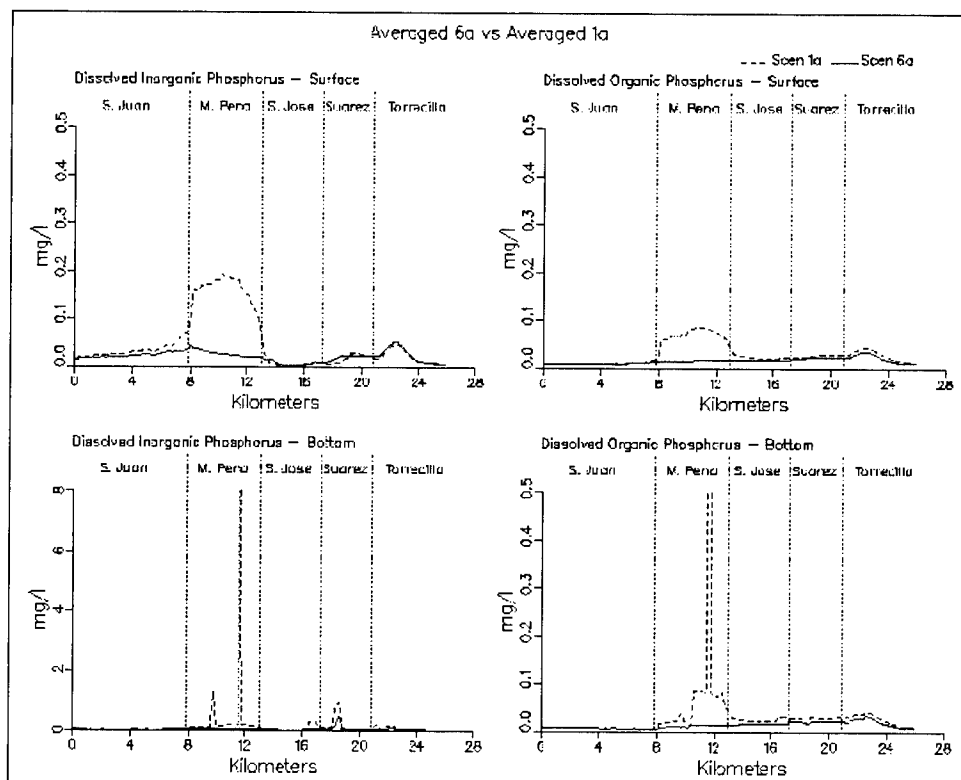 Averaged 6a vs Averaged 1a
Scen 1a Scen 6a
Dissolved Inorganic Phosphorus – Surface
S. Juan M. Pena S. Jose Suarez Torrecilla
0.5
0.4
0.3
0.2
0.1
0.0
mg/l
0 4 8 12 16 20 24 28
Kilometers
Dissolved Organic Phosphorus – Surface
S. Juan M. Pena S. Jose Suarez Torrecilla
0.5
0.4
0.3
0.2
0.1
0.0
mg/l
0 4 8 12 16 20 24 28
Kilometers
Dissolved Inorganic Phosphorus – Bottom
S. Juan M. Pena S. Jose Suarez Torrecilla
8
6
4
2
0
mg/l
0 4 8 12 16 20 24 28
Kilometers
Dissolved Organic Phosphorus – Bottom
S. Juan M. Pena S. Jose Suarez Torrecilla
0.5
0.4
0.3
0.2
0.1
0.0
mg/l
0 4 8 12 16 20 24 28
Kilometers